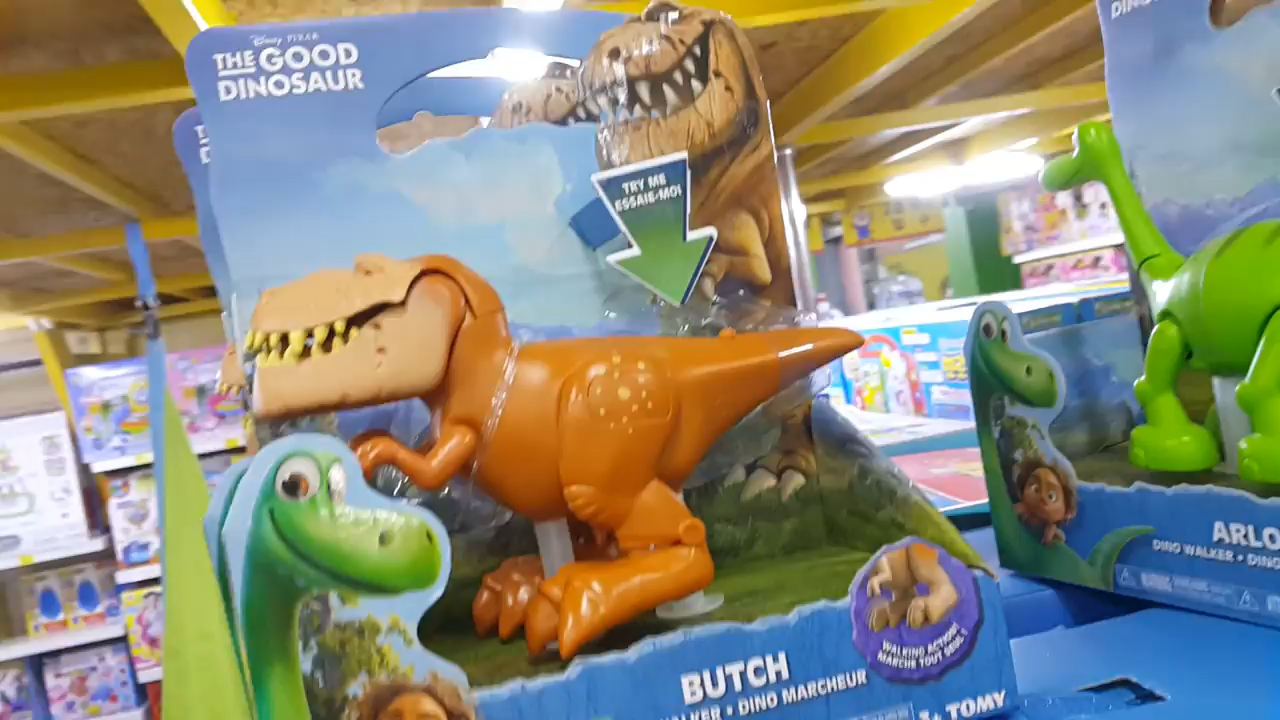 Disney PIXAR
THE GOOD
DINOSAUR
TRY ME
ESSAIE-MOI
WALKING ACTION!
MARCHE TOUT SEUL!
BUTCH
WALKER • DINO MARCHEUR
3+ TOMY
ARLO
DINO WALKER • DINO